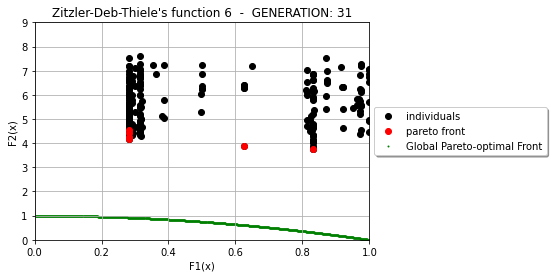 Zitzler-Deb-Thiele's function 6 - GENERATION: 31
9
8
7
6
5
4
3
2
1
0
F2(x)
0.0 0.2 0.4 0.6 0.8 1.0
F1(x)
individuals
pareto front
Global Pareto-optimal Front